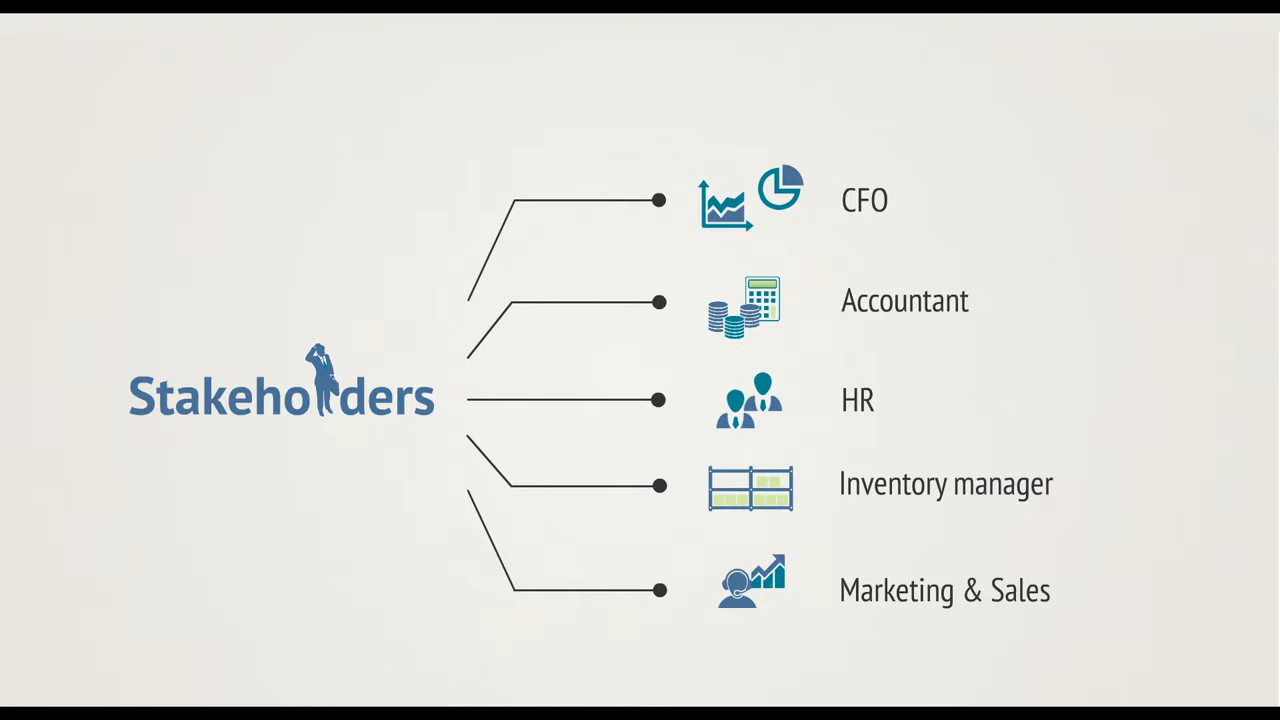 Stakeholders
CFO
Accountant
HR
Inventory manager
Marketing & Sales